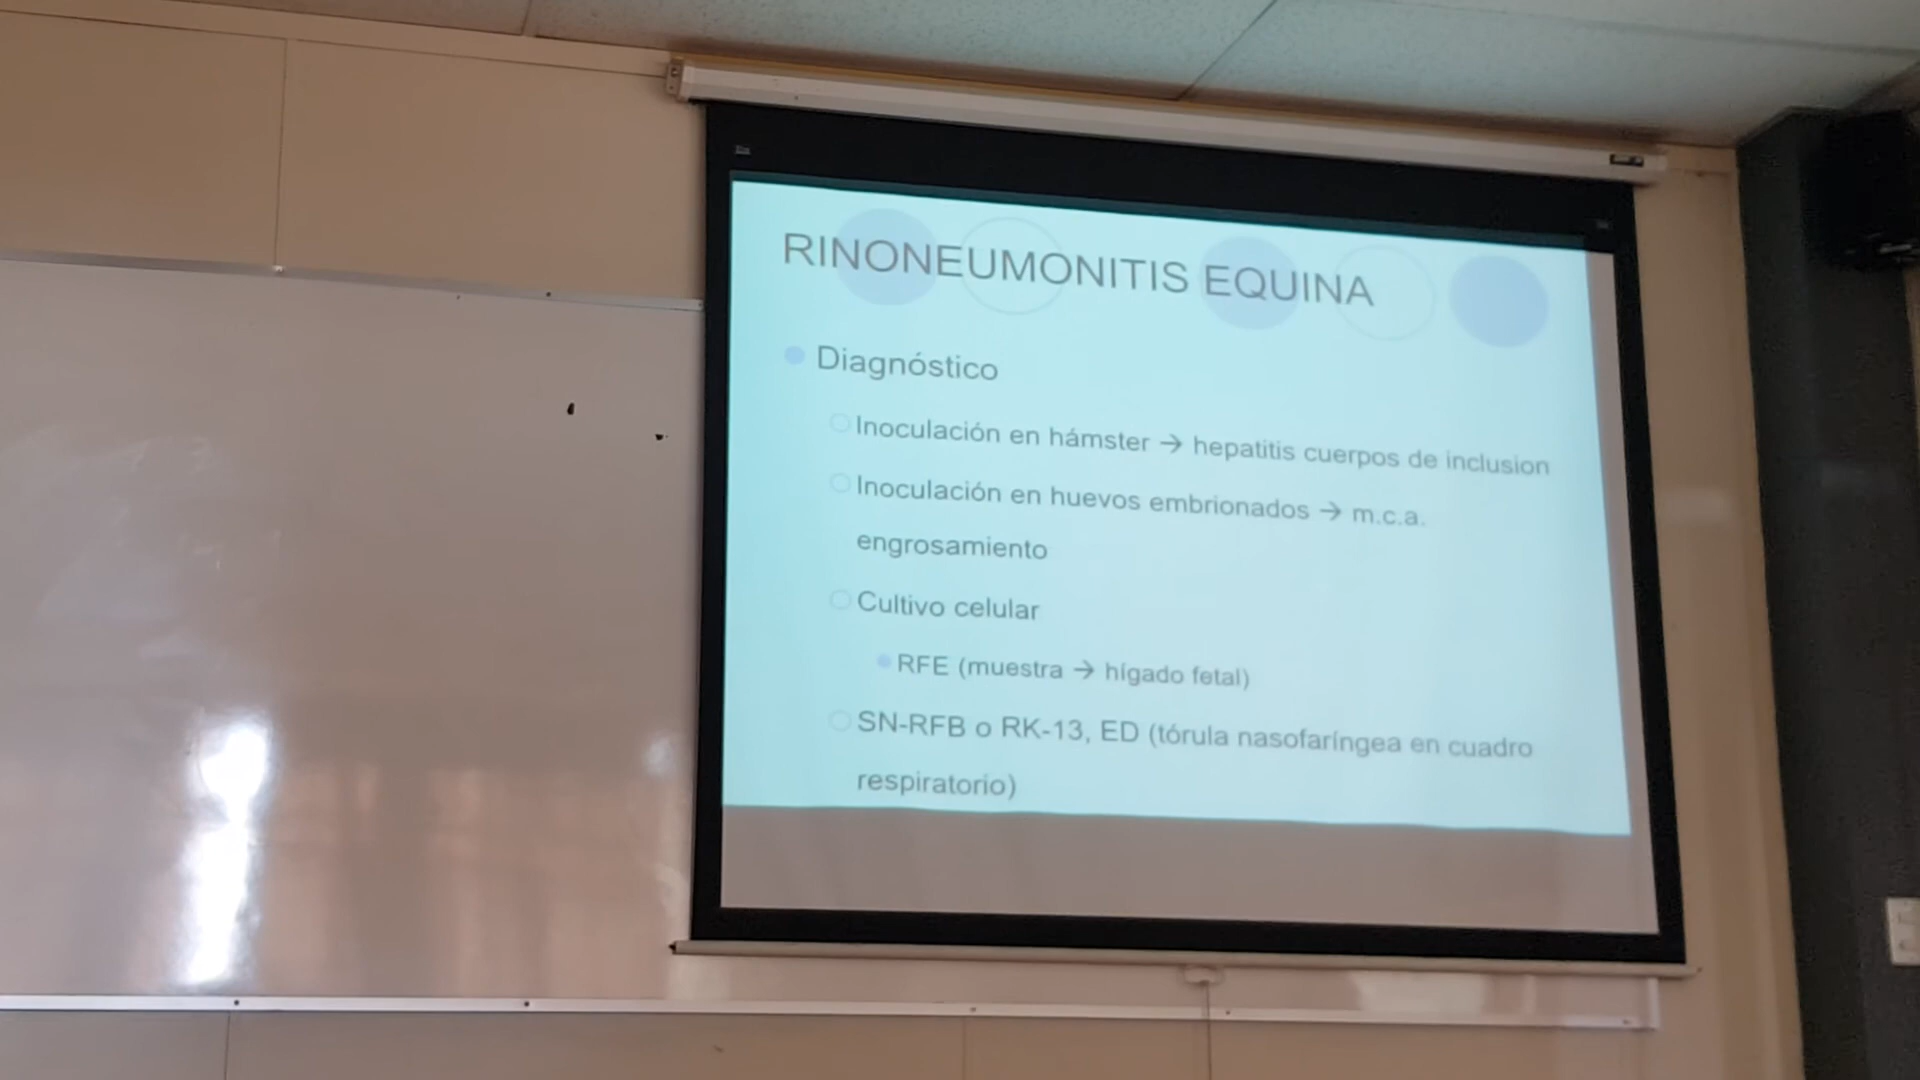 RINONEUMONITIS EQUINA
Diagnóstico
Inoculación en hámster → hepatitis cuerpos de inclusion
Inoculación en huevos embrionados → m.c.a.
engrosamiento
Cultivo celular
RFE (muestra → hígado fetal)
SN-RFB o RK-13, ED (tórula nasofaríngea en cuadro
respiratorio)